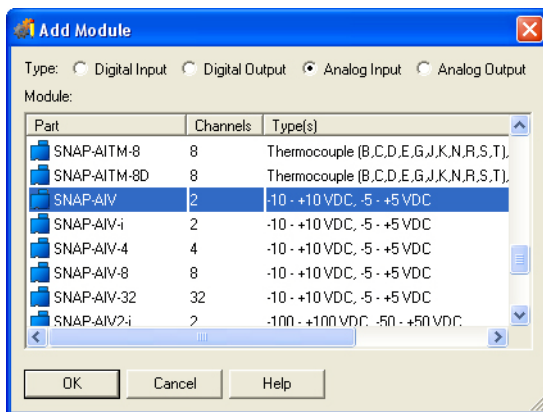 Add Module
Type: Digital Input Digital Output Analog Input Analog Output
Module:
Part Channels Type(s)
SNAP-AITM-8 8 Thermocouple (B,C,D,E,G,J,K,N,R,S,T),
SNAP-AITM-8D 8 Thermocouple (B,C,D,E,G,J,K,N,R,S,T),
SNAP-AIV 2 -10 - +10 VDC, -5 - +5 VDC
SNAP-AIV-i 2 -10 - +10 VDC, -5 - +5 VDC
SNAP-AIV-4 4 -10 - +10 VDC, -5 - +5 VDC
SNAP-AIV-8 8 -10 - +10 VDC, -5 - +5 VDC
SNAP-AIV-32 32 -10 - +10 VDC, -5 - +5 VDC
SNAP-AIV2-i 2 -100 - +100 VDC, -50 - +50 VDC
OK Cancel Help